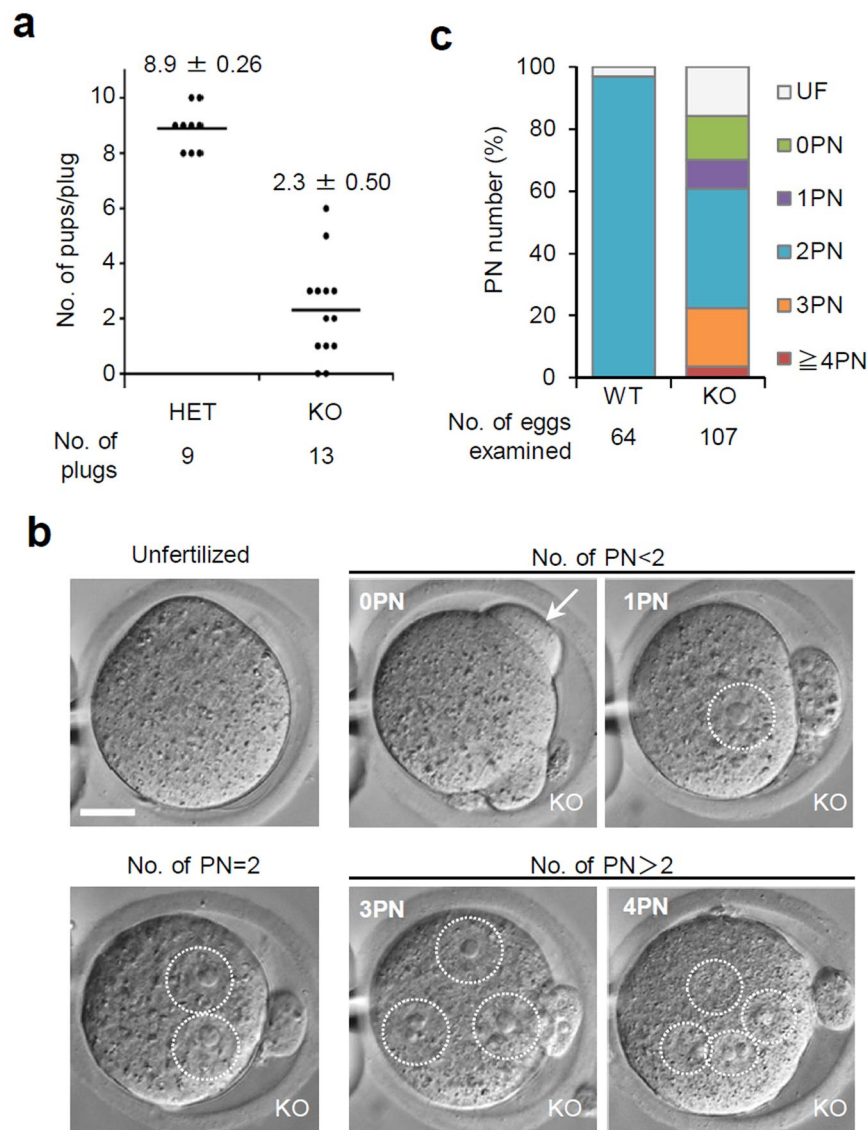 a
8.9 ± 0.26
2.3 ± 0.50
No. of pups/plug
10
8
6
4
2
0
HET
KO
No. of
plugs
9
13
c
PN number (%)
100
80
60
40
20
0
WT
KO
No. of eggs
examined
64
107
UF
0PN
1PN
2PN
3PN
≧4PN
b
Unfertilized
No. of PN<2
0PN
KO
1PN
KO
No. of PN=2
No. of PN>2
KO
3PN
KO
4PN
KO